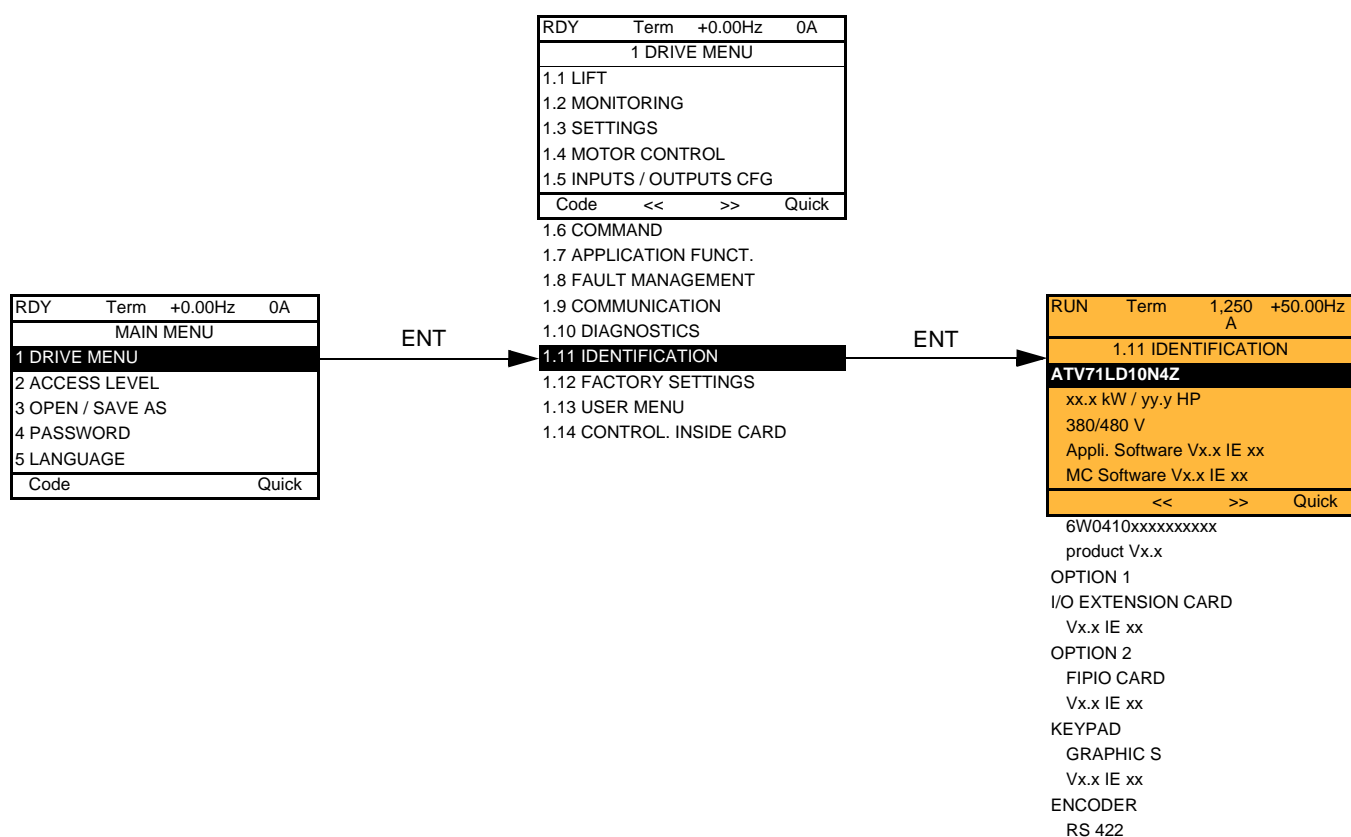 RDY Term +0.00Hz 0A
MAIN MENU
1 DRIVE MENU
2 ACCESS LEVEL
3 OPEN / SAVE AS
4 PASSWORD
5 LANGUAGE
Code Quick
ENT
RDY Term +0.00Hz 0A
1 DRIVE MENU
1.1 LIFT
1.2 MONITORING
1.3 SETTINGS
1.4 MOTOR CONTROL
1.5 INPUTS / OUTPUTS CFG
Code << >> Quick
1.6 COMMAND
1.7 APPLICATION FUNCT.
1.8 FAULT MANAGEMENT
1.9 COMMUNICATION
1.10 DIAGNOSTICS
1.11 IDENTIFICATION
1.12 FACTORY SETTINGS
1.13 USER MENU
1.14 CONTROL. INSIDE CARD
ENT
RUN Term 1,250 +50.00Hz
A
1.11 IDENTIFICATION
ATV71LD10N4Z
xx.x kW / yy.y HP
380/480 V
Appli. Software Vx.x IE xx
MC Software Vx.x IE xx
<< >> Quick
6W0410xxxxxxxxxx
product Vx.x
OPTION 1
I/O EXTENSION CARD
Vx.x IE xx
OPTION 2
FIPIO CARD
Vx.x IE xx
KEYPAD
GRAPHIC S
Vx.x IE xx
ENCODER
RS 422